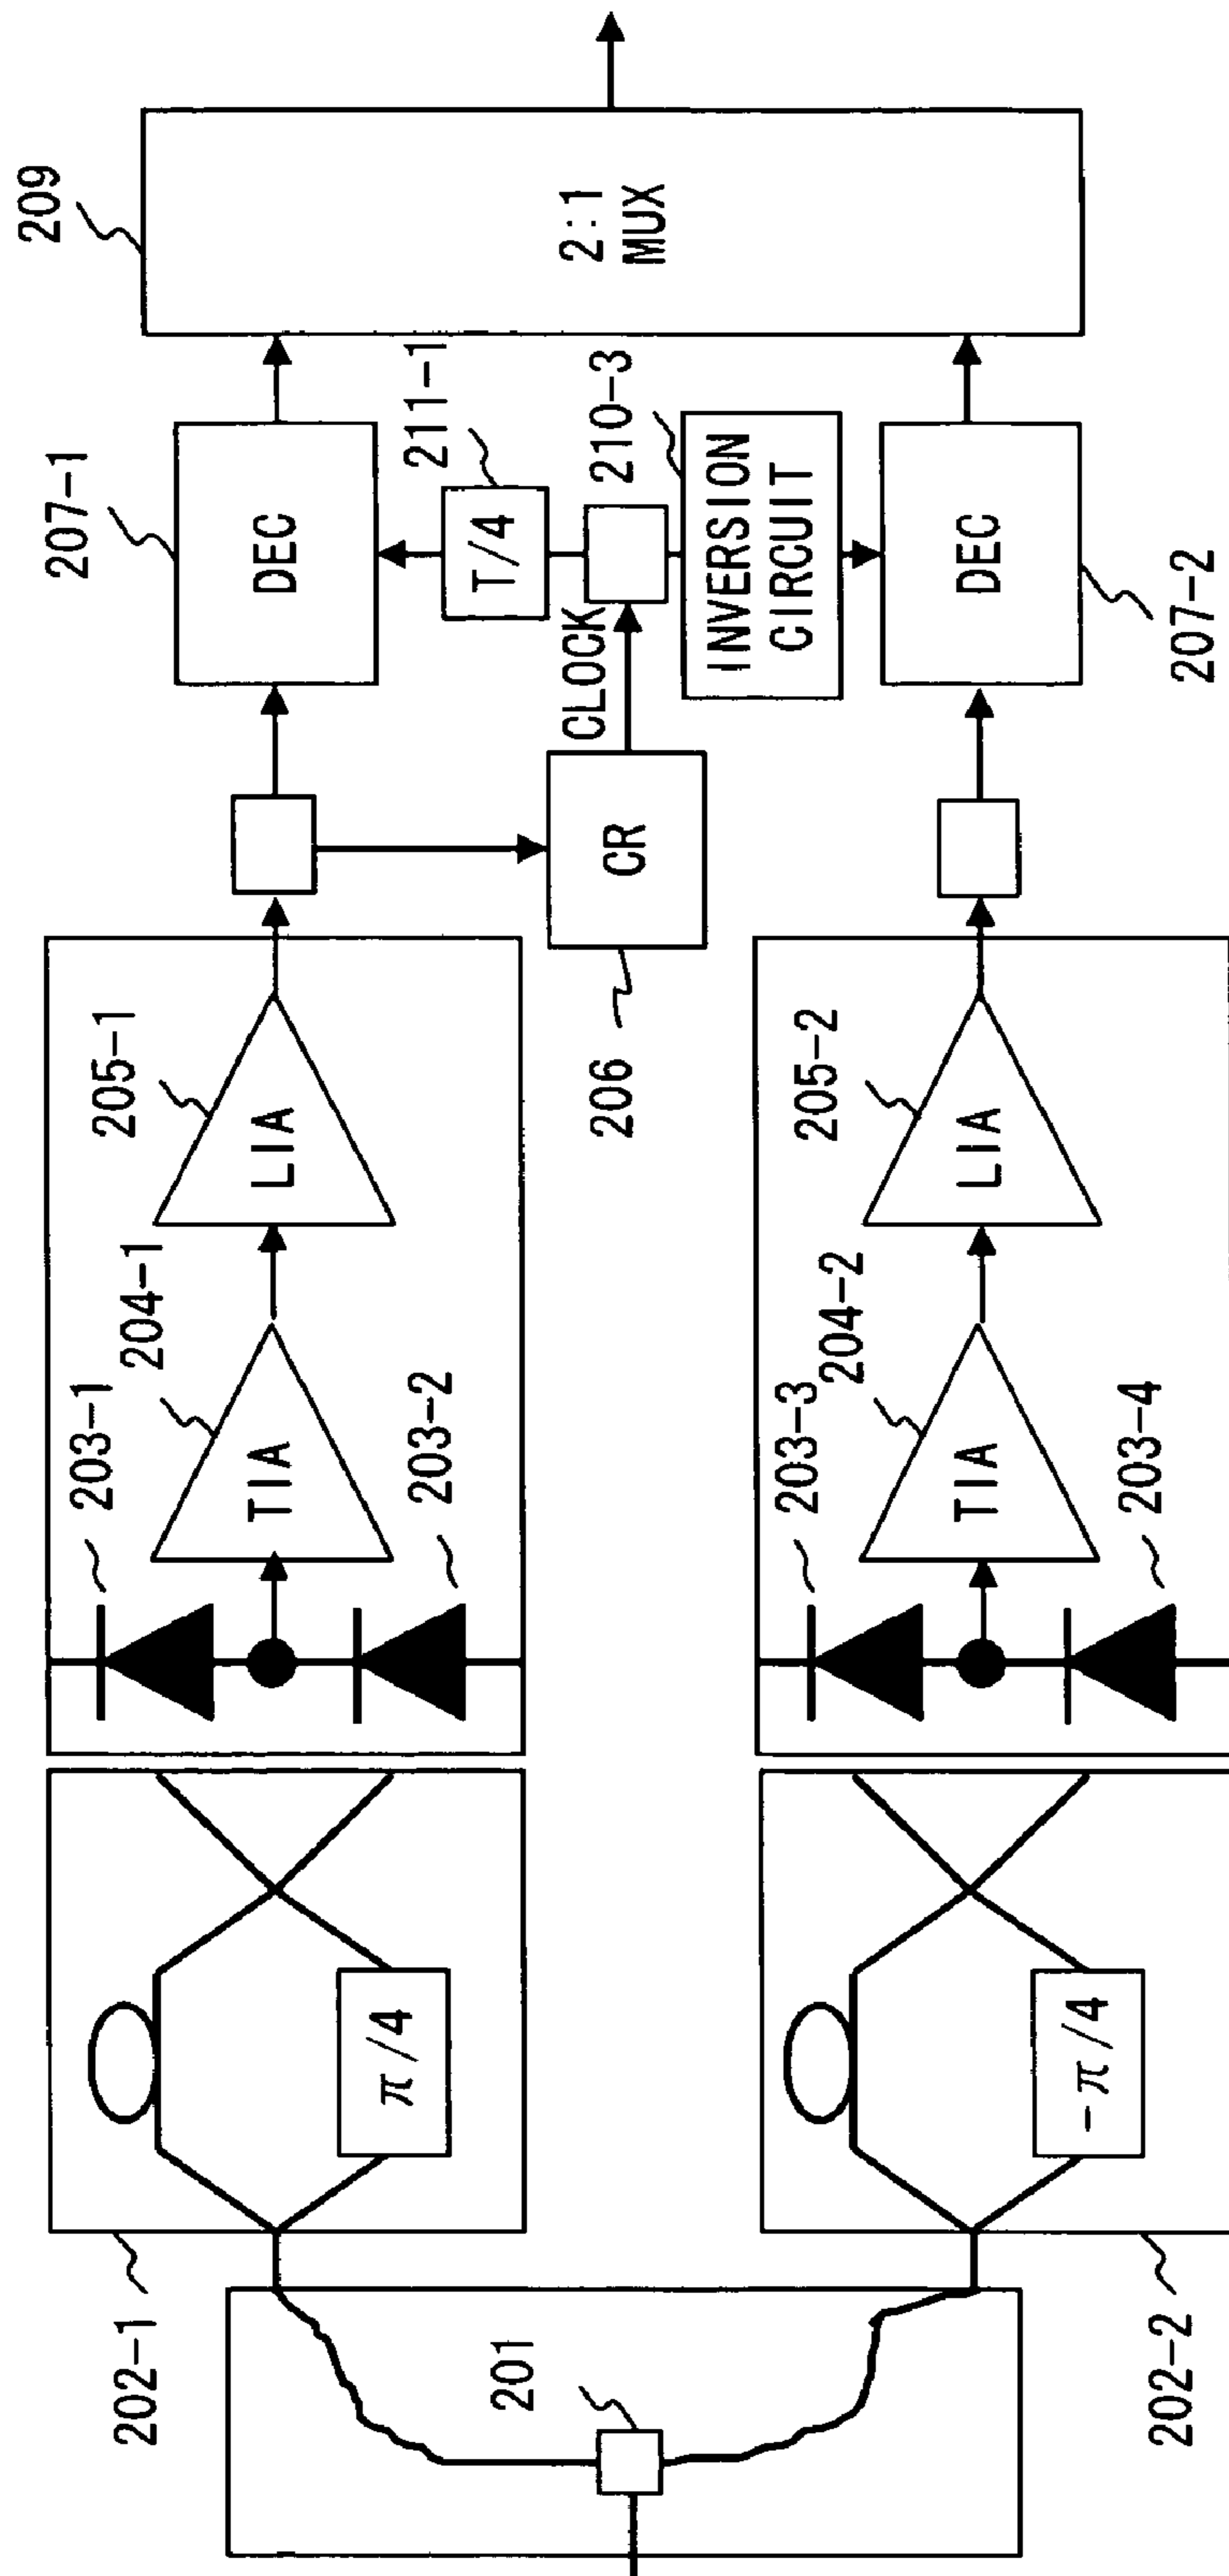 209
2:1
MUX
207-1
DEC
211-1
T/4
210-3
CLOCK
INVERSION
CIRCUIT
DEC
207-2
CR
206
205-1
LIA
204-1
TIA
203-1
203-2
205-2
LIA
204-2
TIA
203-3
203-4
π/4
202-1
-π/4
202-2
201